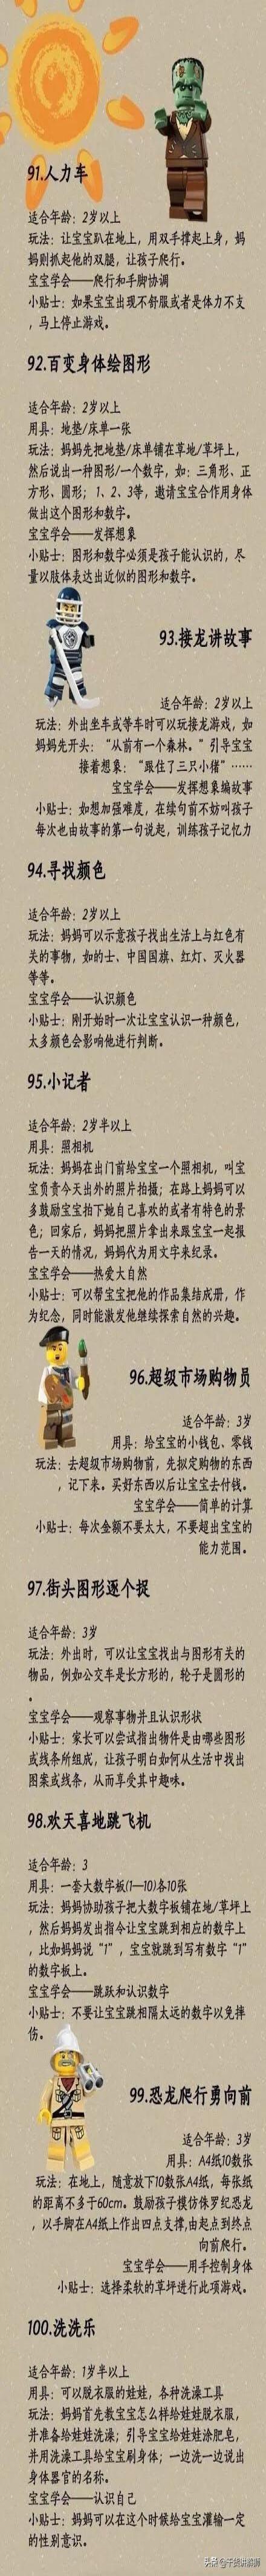 91.人力车
适合年龄：2岁以上
玩法：让宝宝趴在地上，用双手撑起上身，妈
妈则抓起他的双腿，让孩子爬行。
宝宝学会——爬行和手脚协调
小贴士：如果宝宝出现不舒服或者是体力不支
，马上停止游戏。
92.百变身体绘图形
适合年龄：2岁以上
用具：地垫/床单一张
玩法：妈妈先把地垫/床单铺在草地/草坪上，
然后说出一种图形/一个数字，如：三角形、正
方形、圆形；1、2、3等，邀请宝宝合作用身体
做出这个图形和数字。
宝宝学会——发挥想象
小贴士：图形和数字必须是孩子能认识的，尽
量以肢体表达出近似的图形和数字。
93.接龙讲故事
适合年龄：2岁以上
玩法：外出坐车或等车时可以玩接龙游戏，如
妈妈先开头：“从前有一个森林。”引导宝宝
接着想象：“跟住了三只小猪”……
宝宝学会——发挥想象编故事
小贴士：如想加强难度，在续句前不妨叫孩子
每次也由故事的第一句说起，训练孩子记忆力
94.寻找颜色
适合年龄：2岁以上
玩法：妈妈可以示意孩子找出生活上与红色有
关的事物，如的士、中国国旗、红灯、灭火器
等等。
宝宝学会——认识颜色
小贴士：刚开始时一次让宝宝认识一种颜色，
太多颜色会影响他进行判断。
95.小记者
适合年龄：2岁半以上
用具：照相机
玩法：妈妈在出门前给宝宝一个照相机，叫宝
宝负责今天出外的照片拍摄；在路上妈妈可以
多鼓励宝宝拍下她自己喜欢的或者有特色的景
色；回家后，妈妈把照片拿出来跟宝宝一起报
告一天的情况，妈妈代为用文字来纪录。
宝宝学会——热爱大自然
小贴士：可以帮宝宝把他的作品集结成册，作
为纪念，同时能激发他继续探索自然的兴趣。
96.超级市场购物员
适合年龄：3岁
用具：给宝宝的小钱包、零钱
玩法：去超级市场购物前，先拟定购物的东西
，记下来。买好东西以后让宝宝去付钱。
宝宝学会——简单的计算
小贴士：每次金额不要太大，不要超出宝宝的
能力范围。
97.街头图形逐个捉
适合年龄：3岁
玩法：外出时，可以让宝宝找出与图形有关的
物品，例如公交车是长方形的，轮子是圆形的
。
宝宝学会——观察事物并且认识形状
小贴士：家长可以尝试指出物件是由哪些图形
或线条所组成，让孩子明白如何从生活中找出
图案或线条，从而享受其中趣味。
98.欢天喜地跳飞机
适合年龄：3
用具：一套大数字板(1—10)各10张
玩法：妈妈协助孩子把大数字板铺在地/草坪上
，然后妈妈发出指令让宝宝跳到相应的数字上
，比如妈妈说“1”，宝宝就跳到写有数字“1”
的数字板上。
宝宝学会——跳跃和认识数字
小贴士：不要让宝宝跳相隔太远的数字以免摔
伤。
99.恐龙爬行勇向前
适合年龄：3岁
用具：A4纸10数张
玩法：在地上，随意放下10数张A4纸，每张纸
的距离不多于60cm。鼓励孩子模仿侏罗纪恐龙
，以手脚在A4纸上作出四点支撑,由起点到终点
向前爬行。
宝宝学会——用手控制身体
小贴士：选择柔软的草坪进行此项游戏。
100.洗洗乐
适合年龄：1岁半以上
用具：可以脱衣服的娃娃，各种洗澡工具
玩法：妈妈首先教宝宝怎么样给娃娃脱衣服，
并准备给娃娃洗澡；引导宝宝给娃娃涂肥皂，
并用洗澡工具给宝宝刷身体；一边洗一边说出
身体器官的名称。
宝宝学会——认识自己
小贴士：妈妈可以在这个时候给宝宝灌输一定
的性别意识。